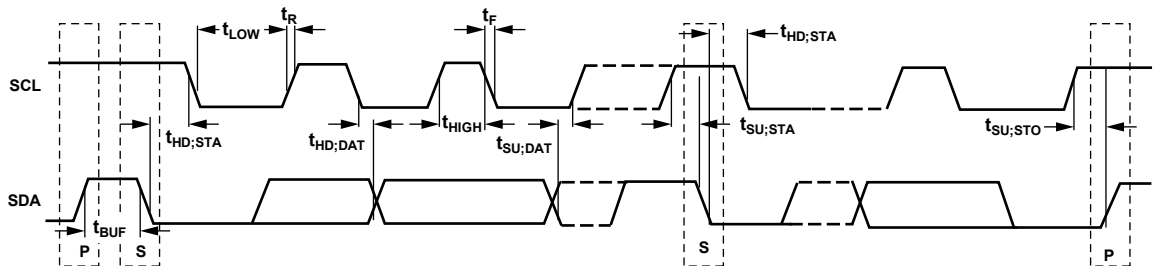 tLOW
tR
tF
tHD;STA
SCL
tHD;STA
tHD;DAT
tHIGH
tSU;DAT
tSU;STA
tSU;STO
SDA
tBUF
P
S
S
P